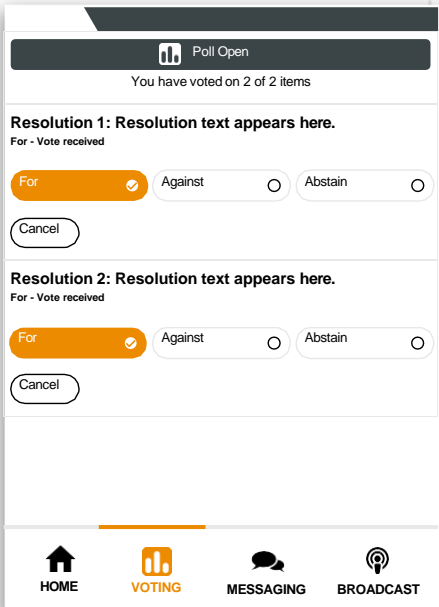 Poll Open
You have voted on 2 of 2 items
Resolution 1: Resolution text appears here.
For - Vote received
For Against Abstain
Cancel
Resolution 2: Resolution text appears here.
For - Vote received
For Against Abstain
Cancel
HOME VOTING MESSAGING BROADCAST